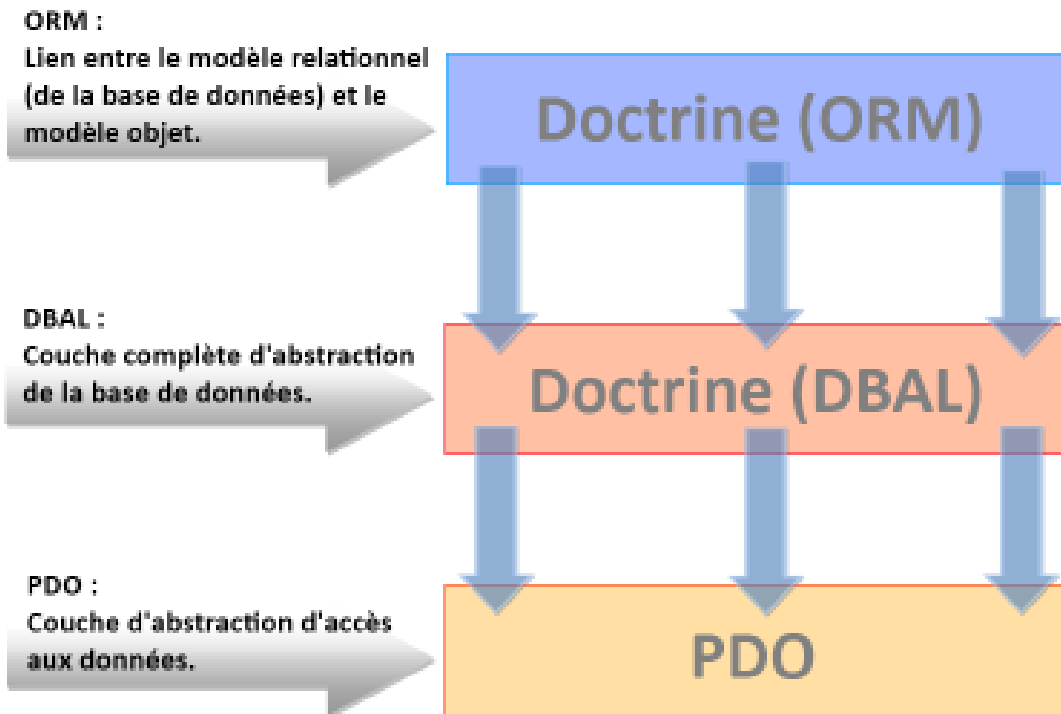 ORM :
Lien entre le modèle relationnel
(de la base de données) et le
modèle objet.
Doctrine (ORM)
DBAL :
Couche complète d'abstraction
de la base de données.
Doctrine (DBAL)
PDO :
Couche d'abstraction d'accès
aux données.
PDO